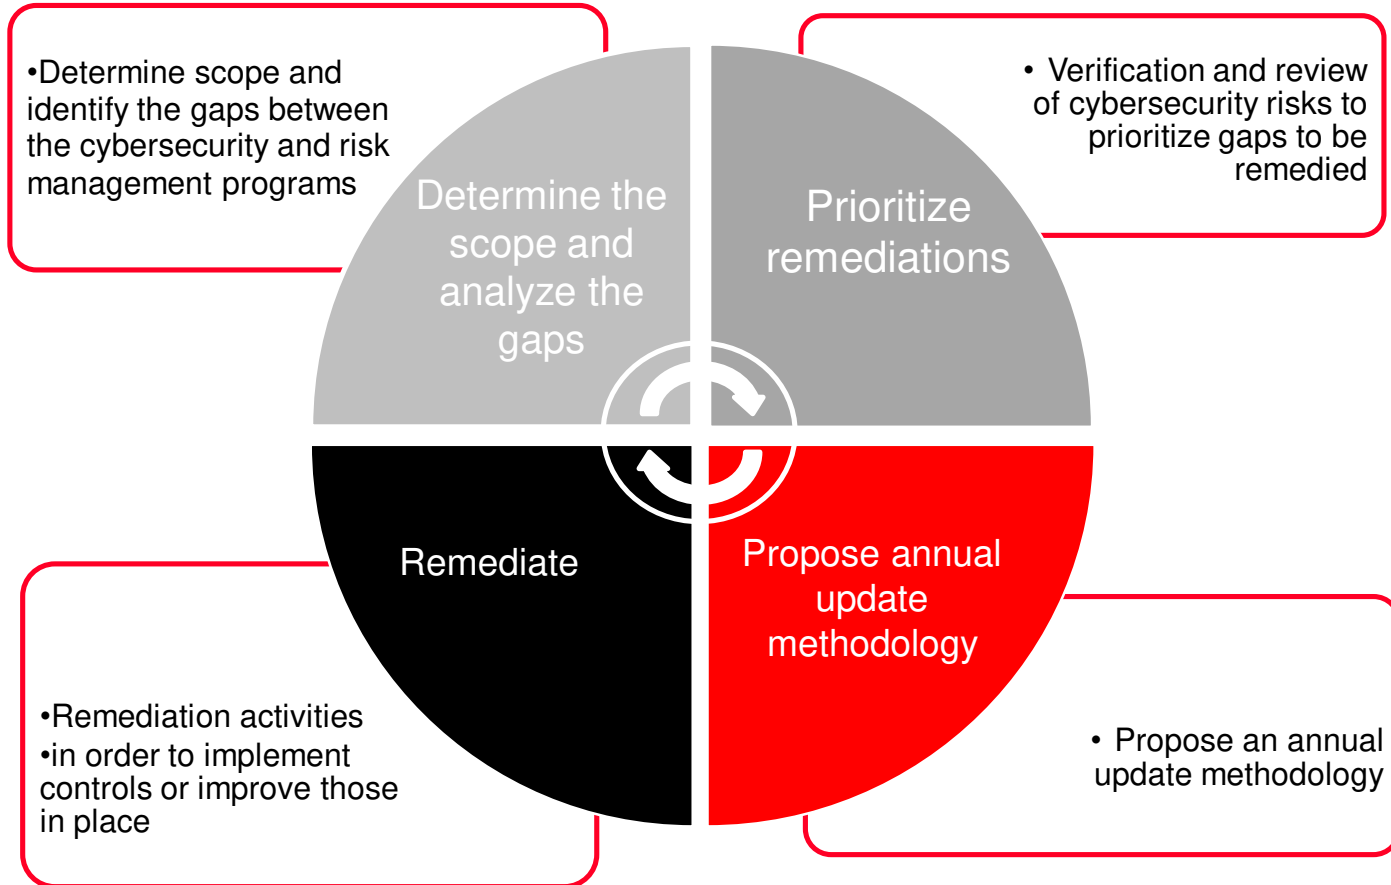 •Determine scope and
identify the gaps between
the cybersecurity and risk
management programs
• Verification and review
of cybersecurity risks to
prioritize gaps to be
remedied
Determine the
scope and
analyze the
gaps
Prioritize
remediations
Remediate
Propose annual
update
methodology
•Remediation activities
•in order to implement
controls or improve those
in place
• Propose an annual
update methodology